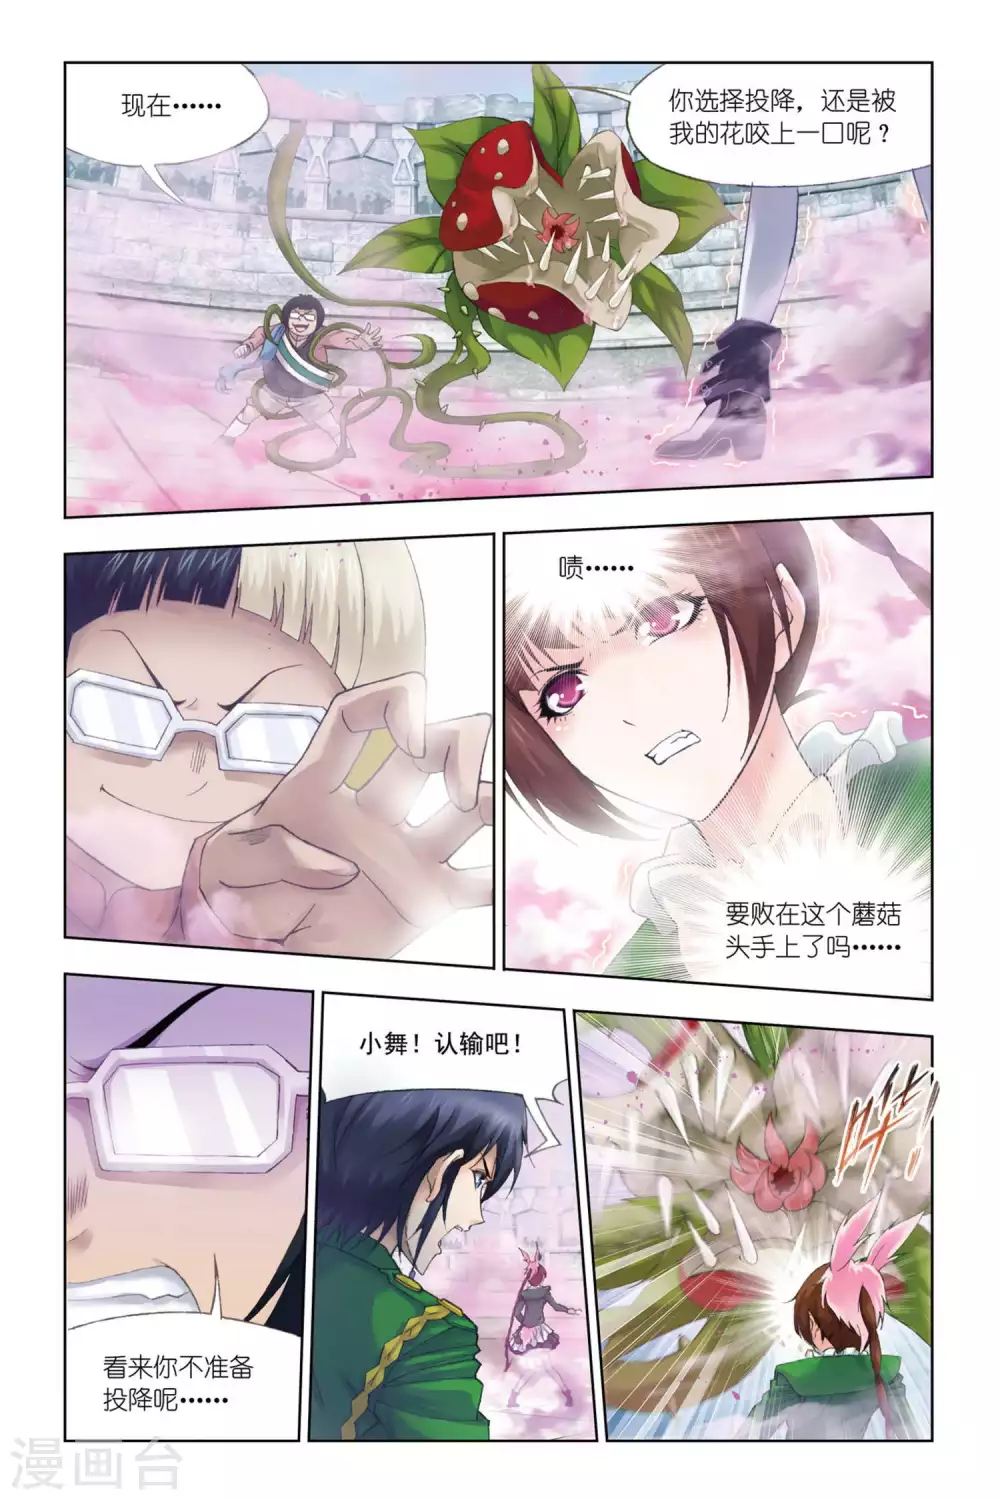 现在……
你选择投降，还是被
我的花咬上一口呢？
啧……
要败在这个蘑菇
头手上了吗……
小舞！认输吧！
咔！
看来你不准备
投降呢……
漫画台